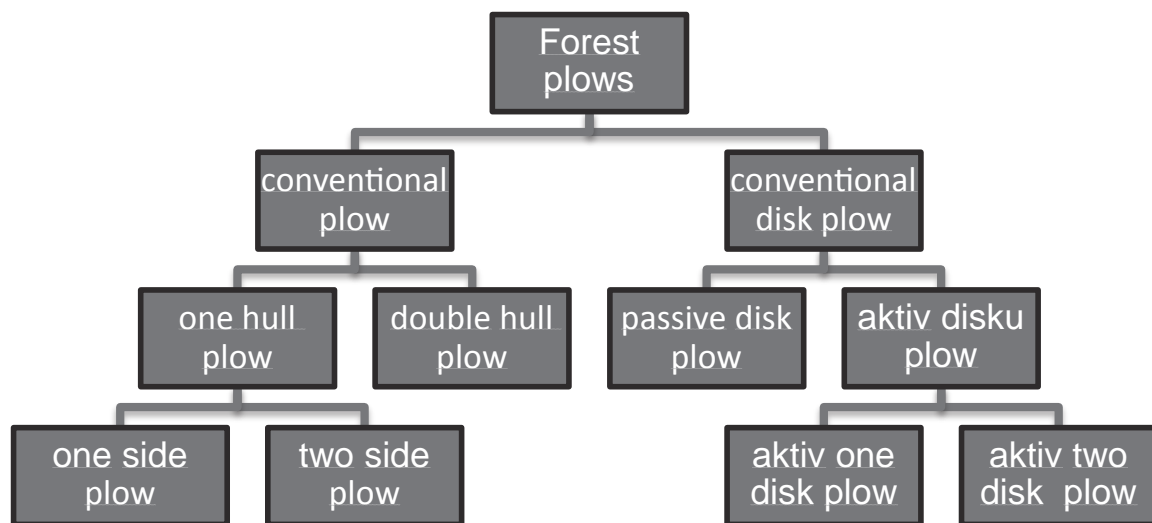 Forest
plows
conventional
plow
conventional
disk plow
one hull
plow
double hull
plow
passive disk
plow
aktiv disku
plow
one side
plow
two side
plow
aktiv one
disk plow
aktiv two
disk plow